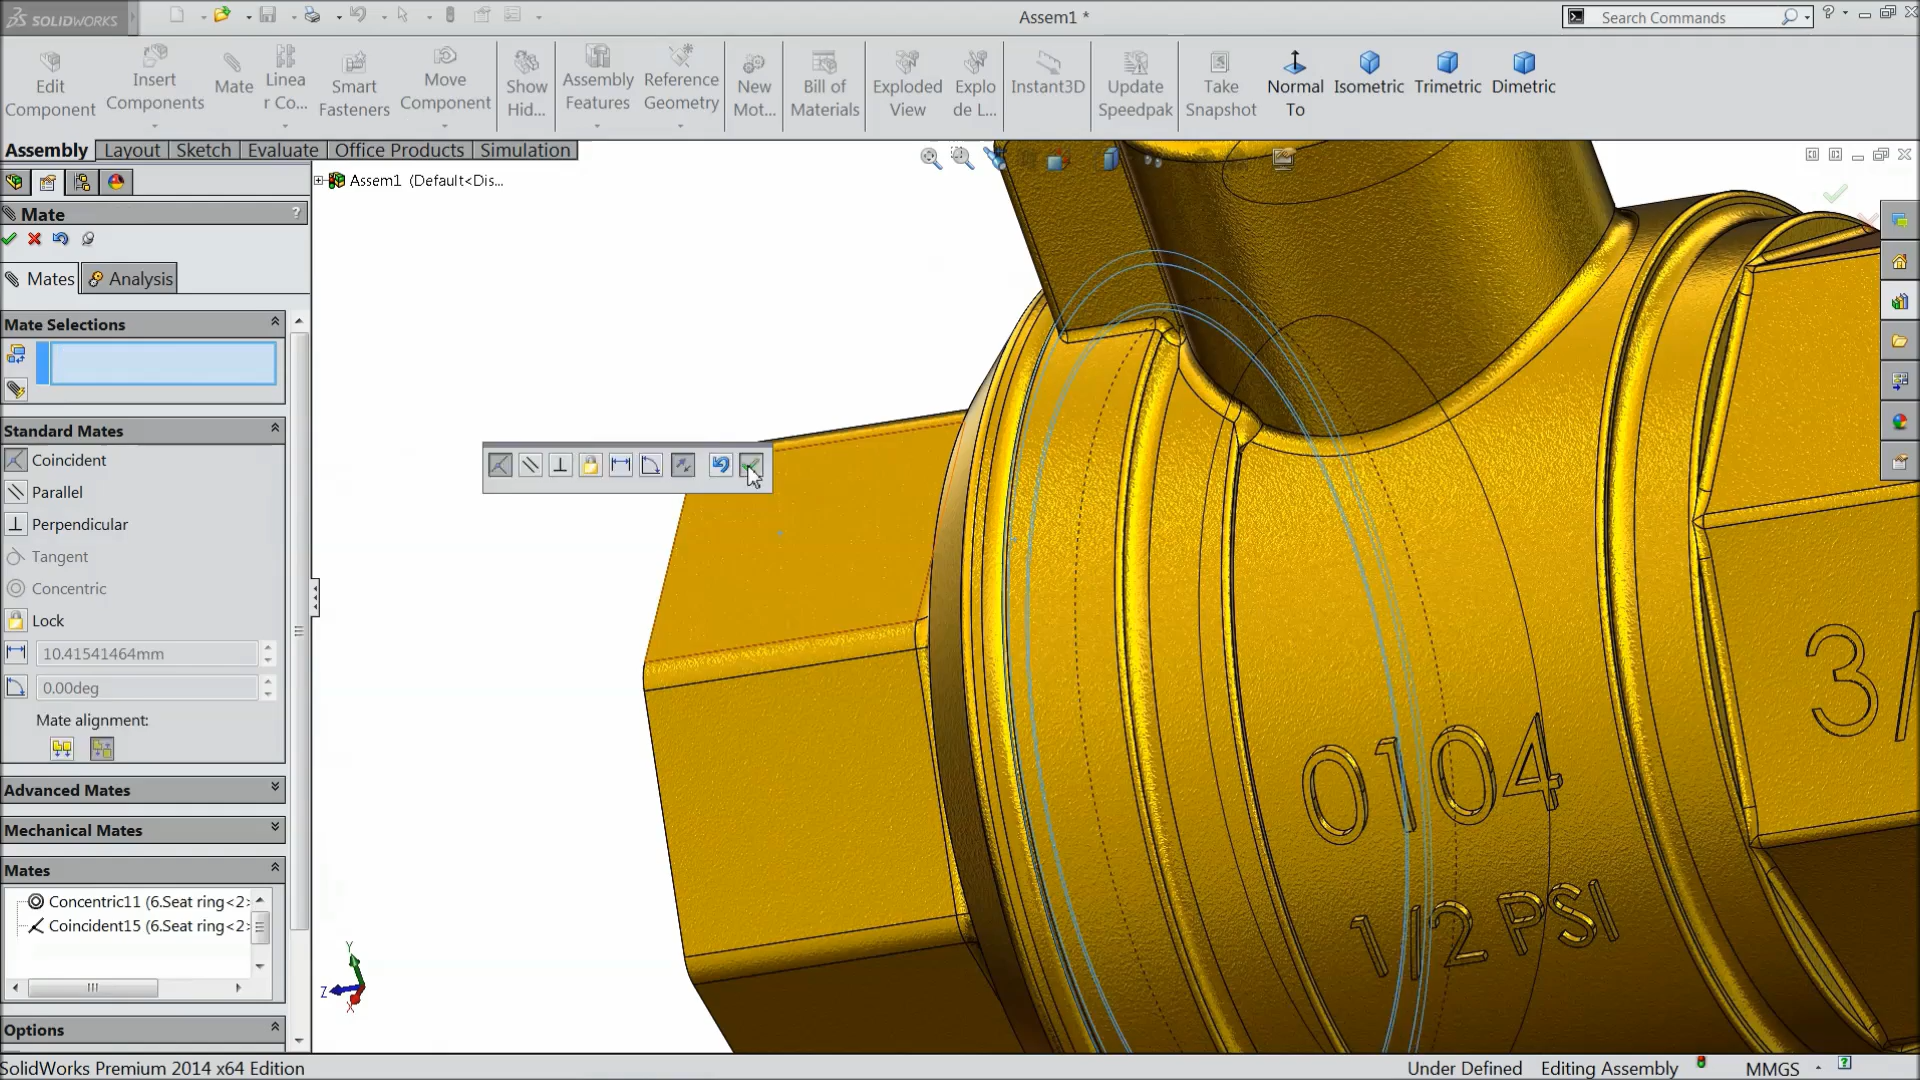 SOLIDWORKS
Assem1 *
Search Commands
Edit Component
Insert Components
Mate
Linea r Co...
Smart Fasteners
Move Component
Show Hid...
Assembly Features
Reference Geometry
New Mot...
Bill of Materials
Exploded View
Explo de L...
Instant3D
Update Speedpak
Take Snapshot
Normal To
Isometric
Trimetric
Dimetric
Assembly
Layout
Sketch
Evaluate
Office Products
Simulation
Assem1 (Default<Dis...
Mate
?
Mates
Analysis
Mate Selections
Standard Mates
Coincident
Parallel
Perpendicular
Tangent
Concentric
Lock
10.41541464mm
0.00deg
Mate alignment:
Advanced Mates
Mechanical Mates
Mates
Concentric11 (6.Seat ring<2>
Coincident15 (6.Seat ring<2>
Options
0104
1/2 PSI
3/
Y
Z
X
SolidWorks Premium 2014 x64 Edition
Under Defined
Editing Assembly
MMGS